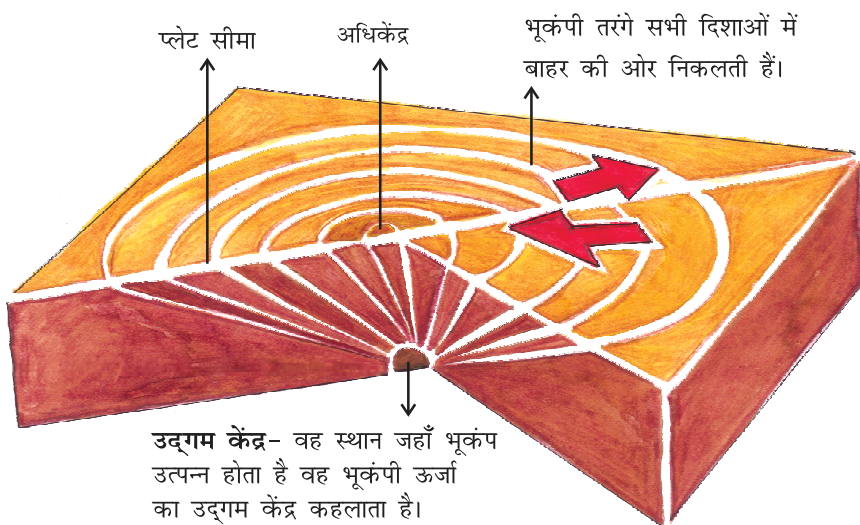 प्लेट सीमा
अधिकेंद्र
भूकंपी तरंगे सभी दिशाओं में
बाहर की ओर निकलती हैं।
उद्गम केंद्र- वह स्थान जहाँ भूकंप
उत्पन्न होता है वह भूकंपी ऊर्जा
का उद्गम केंद्र कहलाता है।